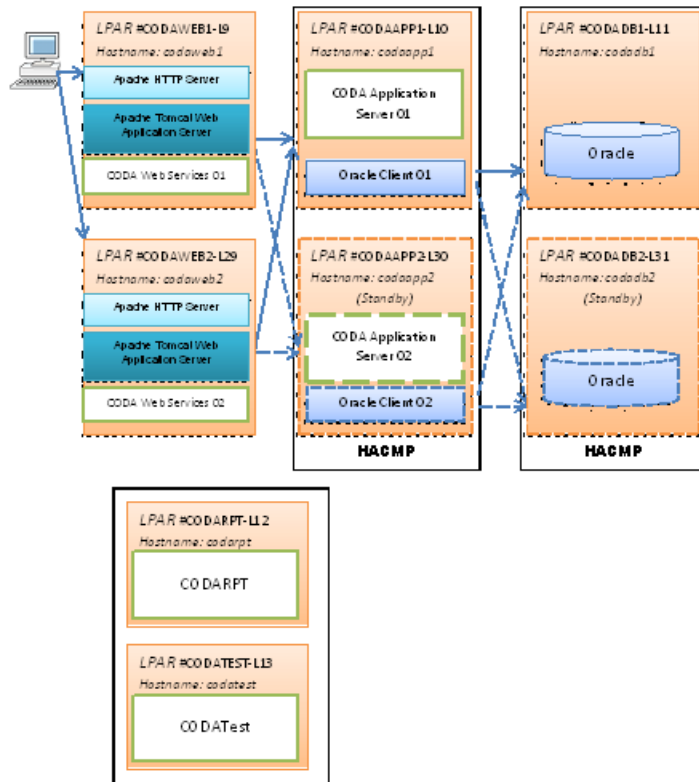 LPAR #CODAWEB1-L9
Hostname: codaweb1
Apache HTTP Server
Apache Tomcat Web
Application Server
CODA Web Services 01
LPAR #CODAAPP1-L10
Hostname: codaapp1
CODA Application
Server 01
Oracle Client 01
LPAR #CODADB1-L11
Hostname: codadb1
Oracle
LPAR #CODAWEB2-L29
Hostname: codaweb2
Apache HTTP Server
Apache Tomcat Web
Application Server
CODA Web Services 02
LPAR #CODAAPP2-L30
Hostname: codaapp2
(Standby)
CODA Application
Server 02
Oracle Client 02
HACMP
LPAR #CODADB2-L31
Hostname: codadb2
(Standby)
Oracle
HACMP
LPAR #CODARPT-L12
Hostname: codarpt
CODARPT
LPAR #CODATEST-L13
Hostname: codatest
CODATest